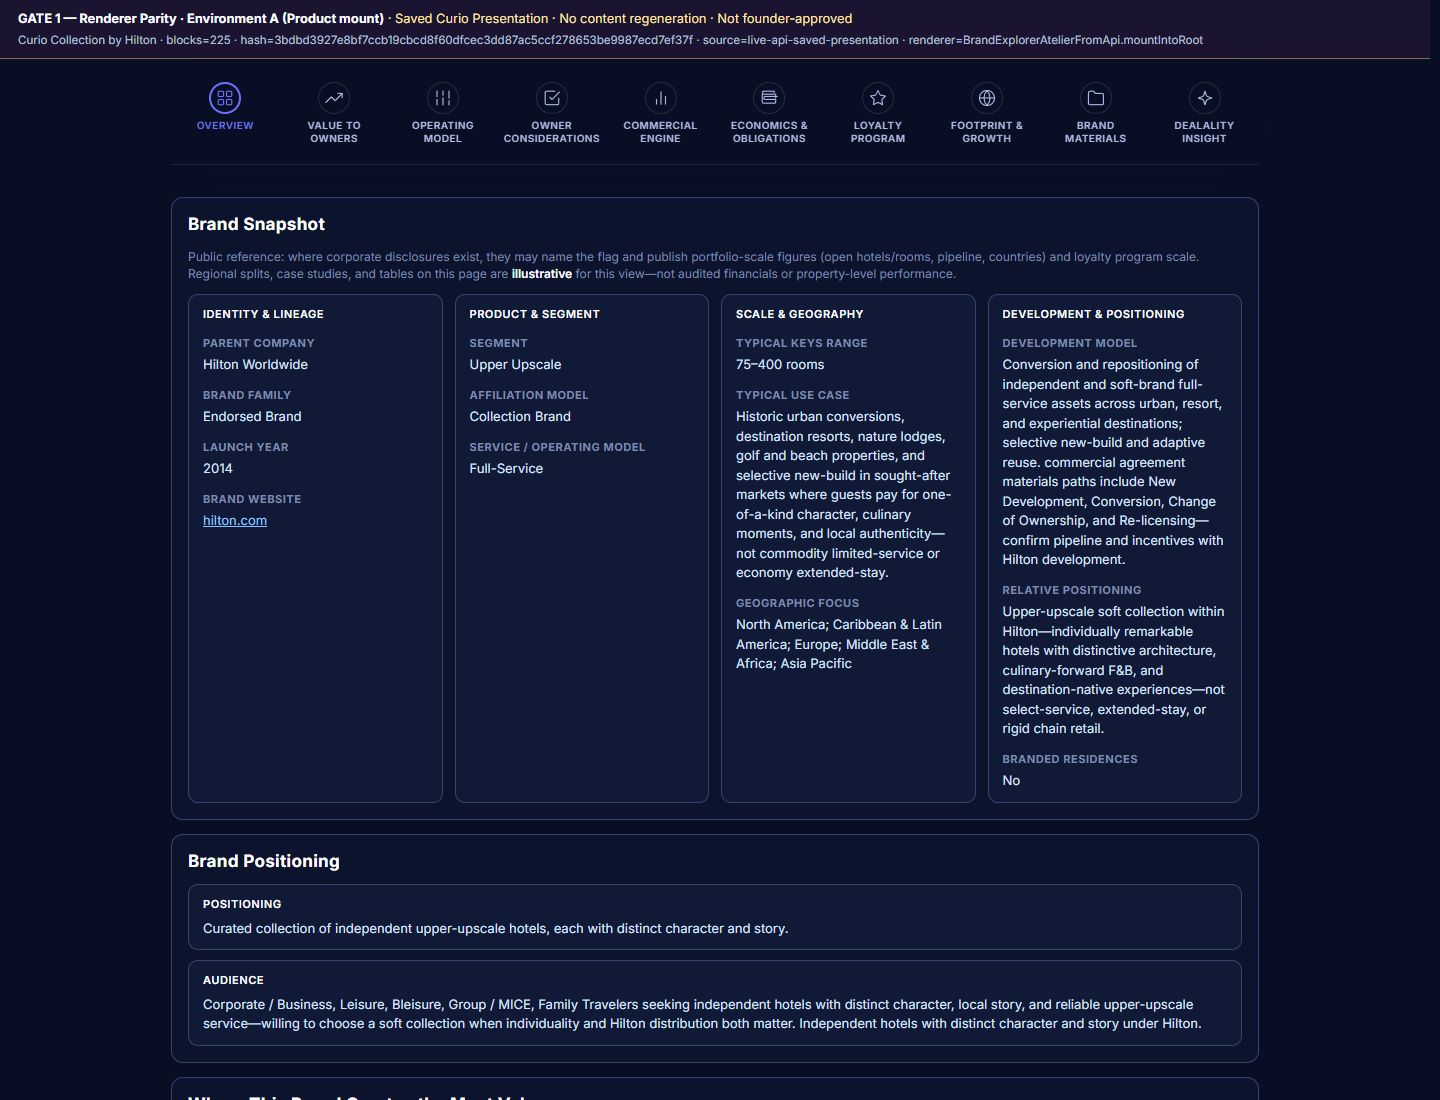 GATE 1 — Renderer Parity · Environment A (Product mount) · Saved Curio Presentation · No content regeneration · Not founder-approved
Curio Collection by Hilton · blocks=225 · hash=3bdbd3927e8bf7ccb19cbcd8f60dfcec3dd87ac5ccf278653be9987ecd7ef37f · source=live-api-saved-presentation · renderer=BrandExplorerAtelierFromApi.mountIntoRoot
OVERVIEW
VALUE TO
OWNERS
OPERATING
MODEL
OWNER
CONSIDERATIONS
COMMERCIAL
ENGINE
ECONOMICS &
OBLIGATIONS
LOYALTY
PROGRAM
FOOTPRINT &
GROWTH
BRAND
MATERIALS
DEALALITY
INSIGHT
Brand Snapshot
Public reference: where corporate disclosures exist, they may name the flag and publish portfolio-scale figures (open hotels/rooms, pipeline, countries) and loyalty program scale.
Regional splits, case studies, and tables on this page are illustrative for this view—not audited financials or property-level performance.
IDENTITY & LINEAGE
PARENT COMPANY
Hilton Worldwide
BRAND FAMILY
Endorsed Brand
LAUNCH YEAR
2014
BRAND WEBSITE
hilton.com
PRODUCT & SEGMENT
SEGMENT
Upper Upscale
AFFILIATION MODEL
Collection Brand
SERVICE / OPERATING MODEL
Full-Service
SCALE & GEOGRAPHY
TYPICAL KEYS RANGE
75–400 rooms
TYPICAL USE CASE
Historic urban conversions,
destination resorts, nature lodges,
golf and beach properties, and
selective new-build in sought-after
markets where guests pay for one-
of-a-kind character, culinary
moments, and local authenticity—
not commodity limited-service or
economy extended-stay.
GEOGRAPHIC FOCUS
North America; Caribbean & Latin
America; Europe; Middle East &
Africa; Asia Pacific
DEVELOPMENT & POSITIONING
DEVELOPMENT MODEL
Conversion and repositioning of
independent and soft-brand full-
service assets across urban, resort,
and experiential destinations;
selective new-build and adaptive
reuse. commercial agreement
materials paths include New
Development, Conversion, Change
of Ownership, and Re-licensing—
confirm pipeline and incentives with
Hilton development.
RELATIVE POSITIONING
Upper-upscale soft collection within
Hilton—individually remarkable
hotels with distinctive architecture,
culinary-forward F&B, and
destination-native experiences—not
select-service, extended-stay, or
rigid chain retail.
BRANDED RESIDENCES
No
Brand Positioning
POSITIONING
Curated collection of independent upper-upscale hotels, each with distinct character and story.
AUDIENCE
Corporate / Business, Leisure, Bleisure, Group / MICE, Family Travelers seeking independent hotels with distinct character, local story, and reliable upper-upscale
service—willing to choose a soft collection when individuality and Hilton distribution both matter. Independent hotels with distinct character and story under Hilton.